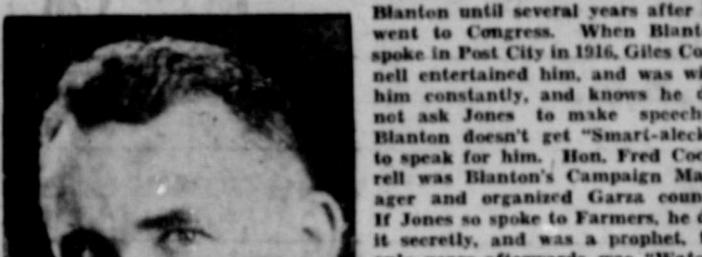 Blanton until several years after
went to Congress. When Blant
spoke in Post City in 1916, Giles Co
nell entertained him, and was wi
him constantly, and knows he d
not ask Jones to make speech
Blanton doesn't get "Smart-aleck
to speak for him. Hon. Fred Coc
rell was Blanton's Campaign Ma
ager and organized Garza coun
If Jones so spoke to Farmers, he d
it secretly, and was a prophet,